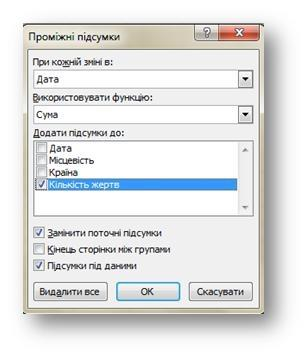 Проміжні підсумки
При кожній зміні в:
Дата
Використовувати функцію:
Сума
Додати підсумки до:
Дата
Місцевість
Країна
Кількість жертв
Замінити поточні підсумки
Кінець сторінки між групами
Підсумки під даними
Видалити все
OK
Скасувати